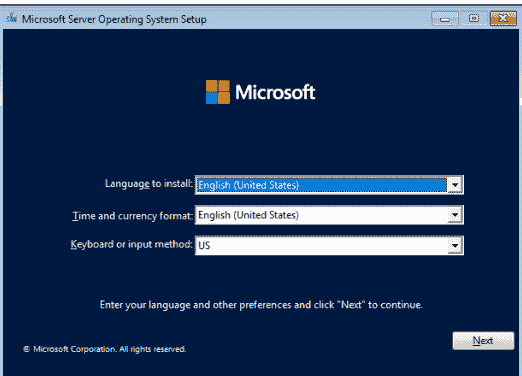 Microsoft Server Operating System Setup
Microsoft
Language to install: English (United States)
Time and currency format: English (United States)
Keyboard or input method: US
Enter your language and other preferences and click "Next" to continue.
Next
© Microsoft Corporation. All rights reserved.